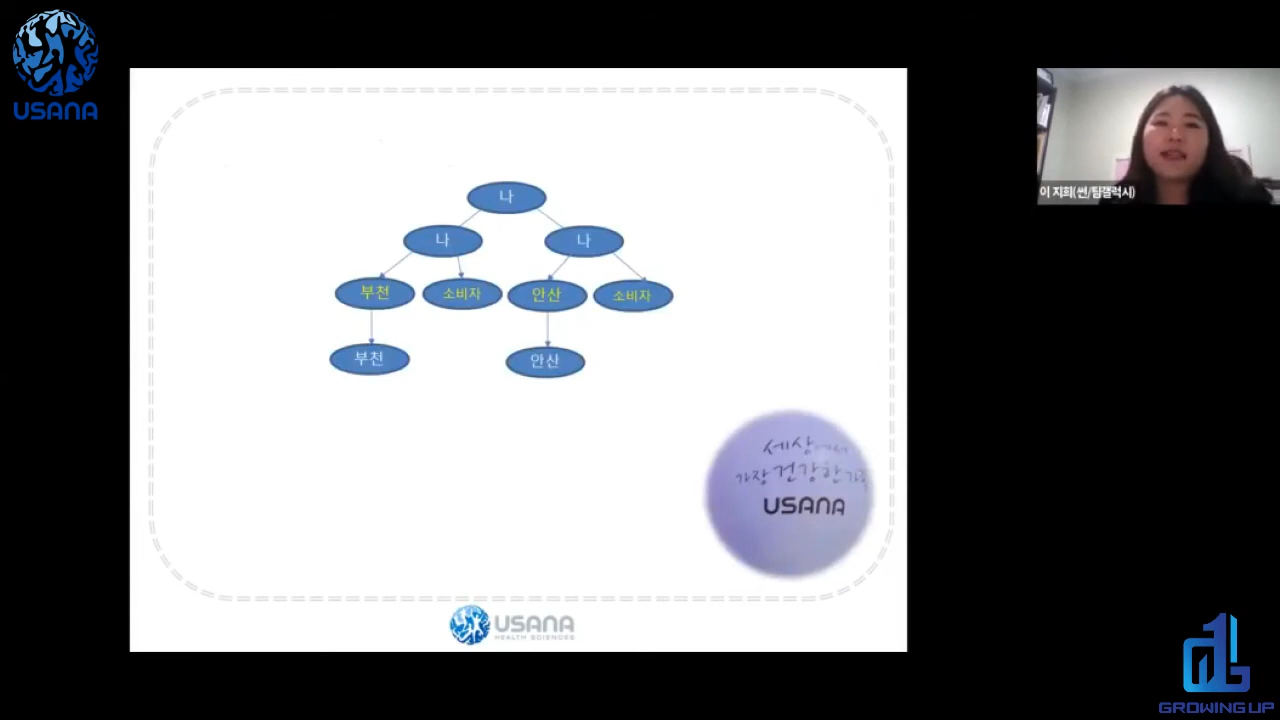 USANA
이 지희(썬/팀갤럭시)
나
나 나
부천 소비자 안산 소비자
부천 안산
세상에서
가장 건강한 가족
USANA
USANA
HEALTH SCIENCES
GROWING UP